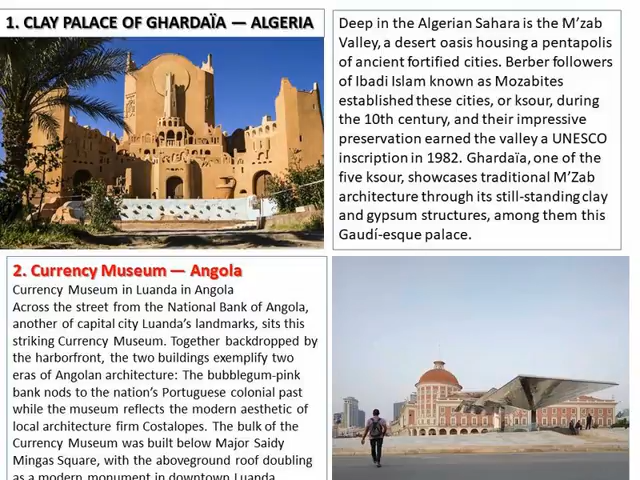 1. CLAY PALACE OF GHARDAÏA — ALGERIA
Deep in the Algerian Sahara is the M’zab
Valley, a desert oasis housing a pentapolis
of ancient fortified cities. Berber followers
of Ibadi Islam known as Mozabites
established these cities, or ksour, during
the 10th century, and their impressive
preservation earned the valley a UNESCO
inscription in 1982. Ghardaïa, one of the
five ksour, showcases traditional M’Zab
architecture through its still-standing clay
and gypsum structures, among them this
Gaudí-esque palace.
2. Currency Museum — Angola
Currency Museum in Luanda in Angola
Across the street from the National Bank of Angola,
another of capital city Luanda’s landmarks, sits this
striking Currency Museum. Together backdropped by
the harborfront, the two buildings exemplify two
eras of Angolan architecture: The bubblegum-pink
bank nods to the nation’s Portuguese colonial past
while the museum reflects the modern aesthetic of
local architecture firm Costalopes. The bulk of the
Currency Museum was built below Major Saidy
Mingas Square, with the aboveground roof doubling
as a modern monument in downtown Luanda.